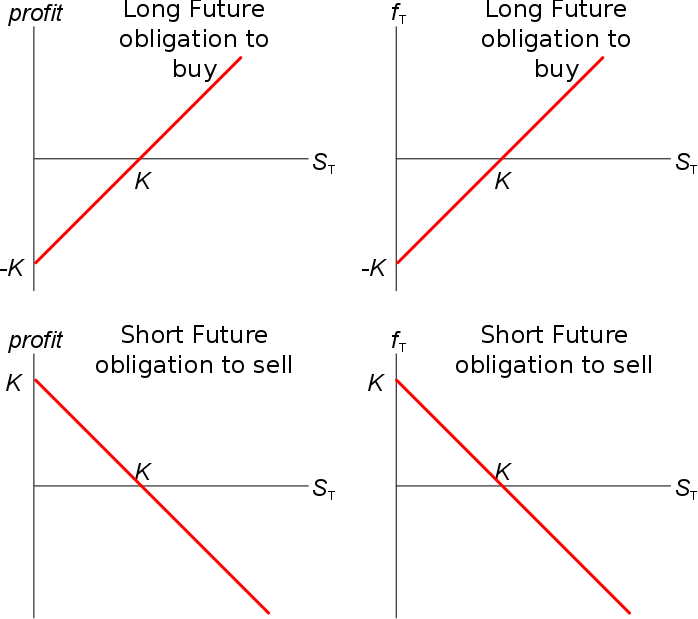 profit
Long Future
obligation to
buy
S_T
K
-K
f_T
Long Future
obligation to
buy
S_T
K
-K
profit
Short Future
obligation to sell
K
K
S_T
f_T
Short Future
obligation to sell
K
K
S_T